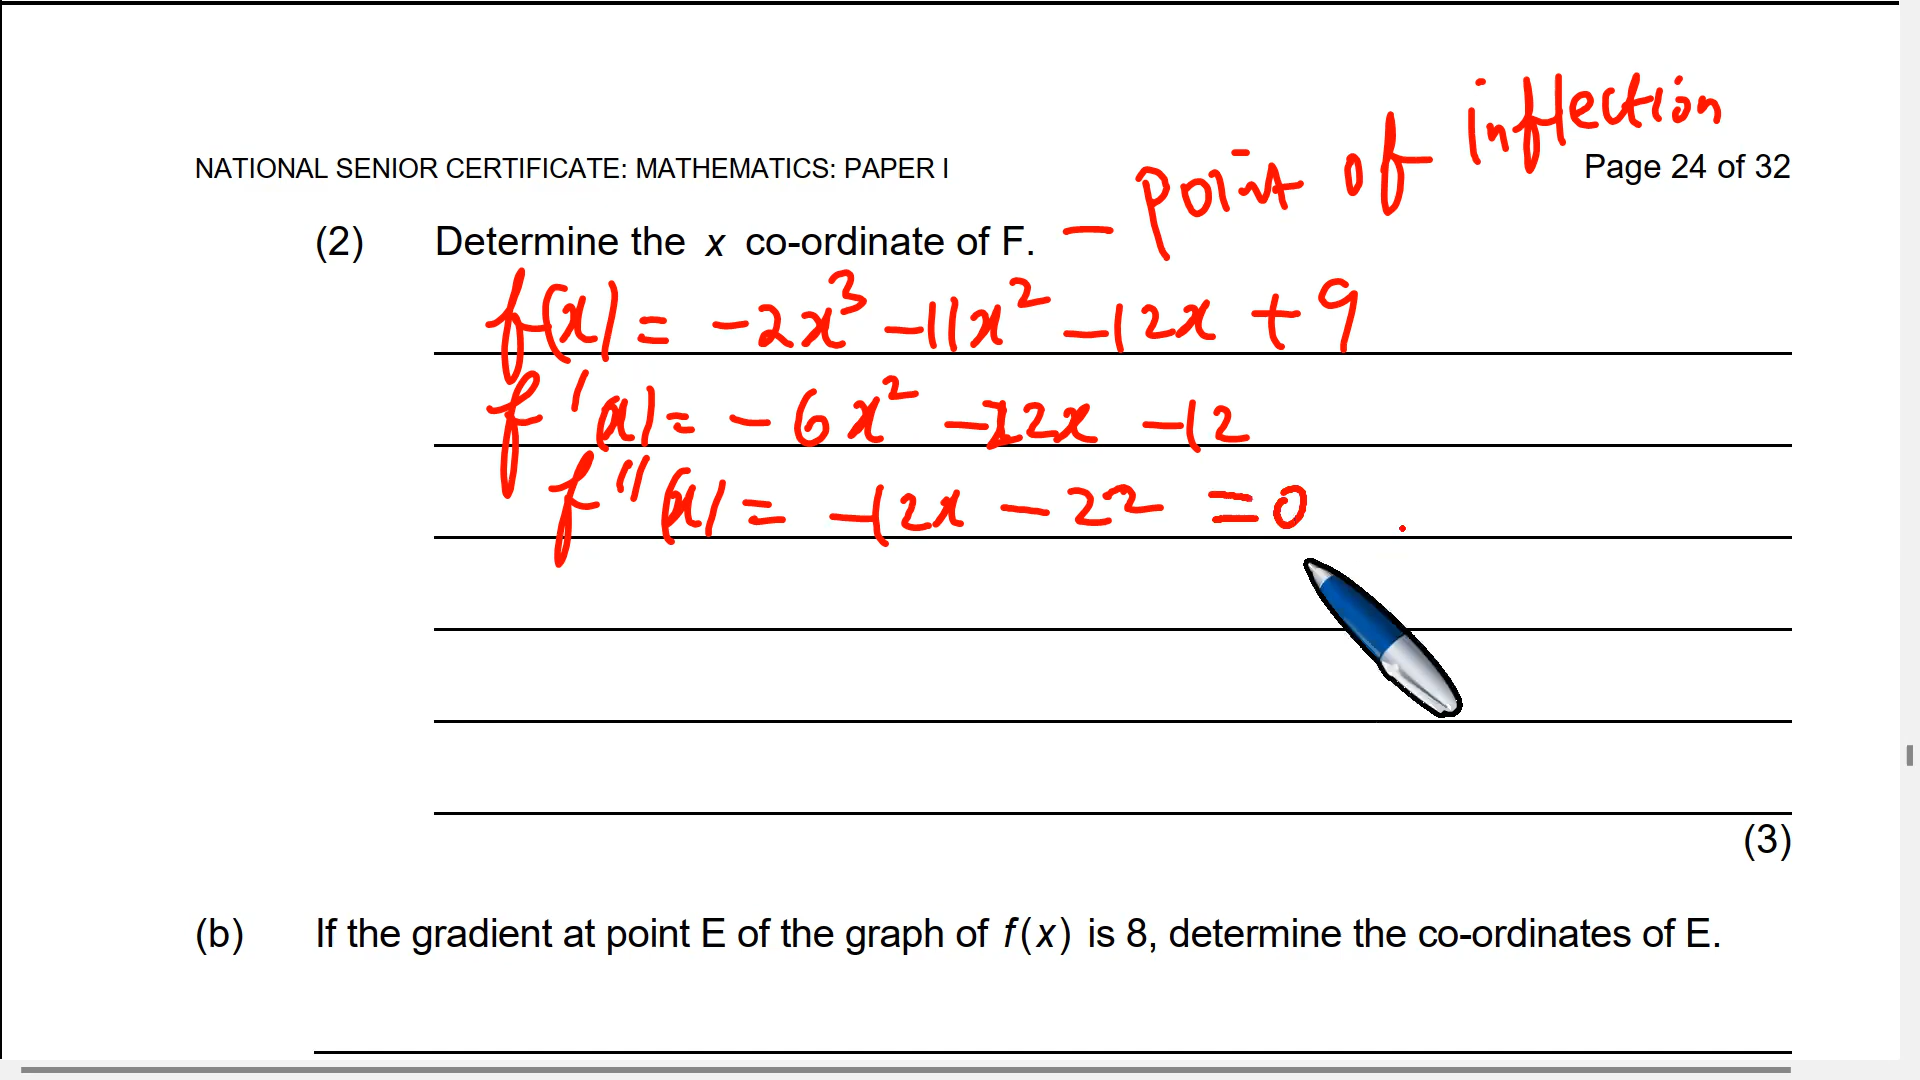 NATIONAL SENIOR CERTIFICATE: MATHEMATICS: PAPER I
Page 24 of 32
(2) Determine the x co-ordinate of F. – point of inflection
f(x) = -2x³ -11x² -12x + 9
f'(x) = -6x² -22x -12
f''(x) = -12x - 22 = 0
(3)
(b) If the gradient at point E of the graph of f(x) is 8, determine the co-ordinates of E.